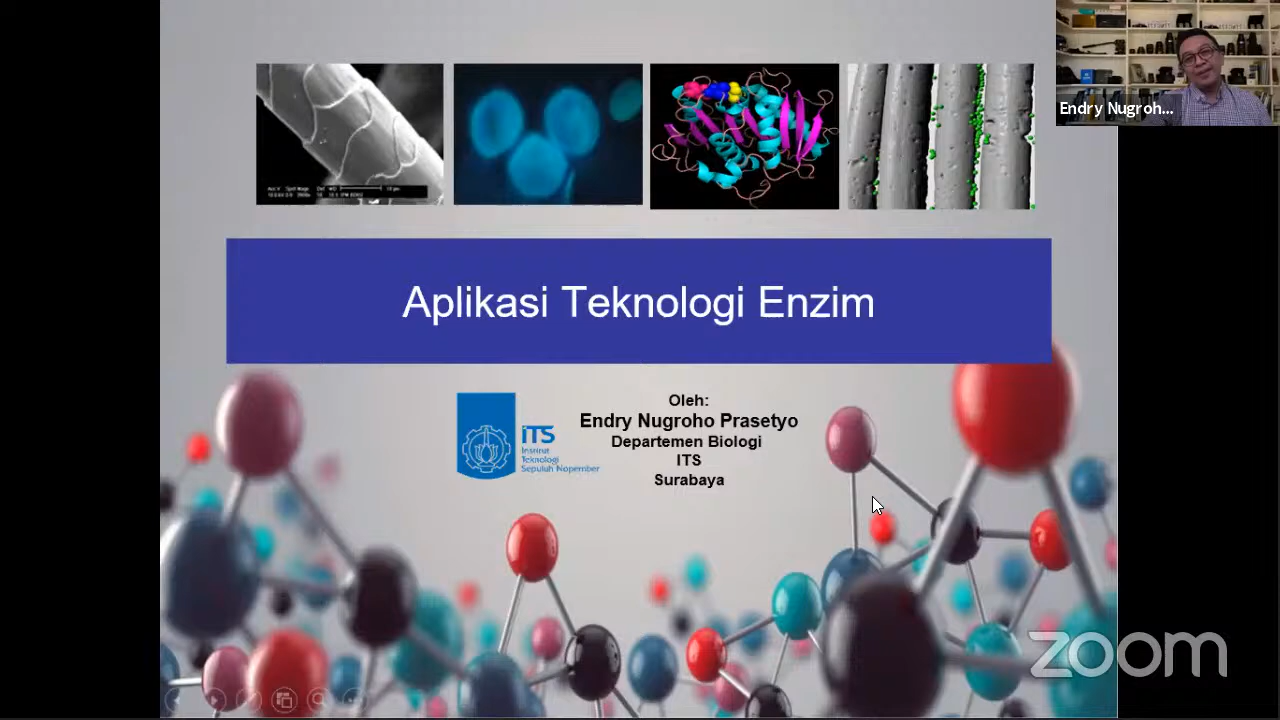 Endry Nugroh...
Aplikasi Teknologi Enzim
Oleh:
Endry Nugroho Prasetyo
Departemen Biologi
ITS
Surabaya
iTS
Institut
Teknologi
Sepuluh Nopember
zoom